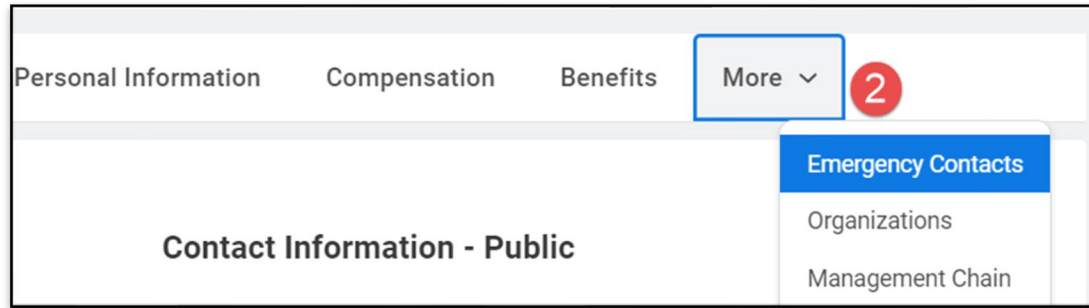 Personal Information Compensation Benefits More 2
Emergency Contacts
Organizations
Contact Information - Public
Management Chain